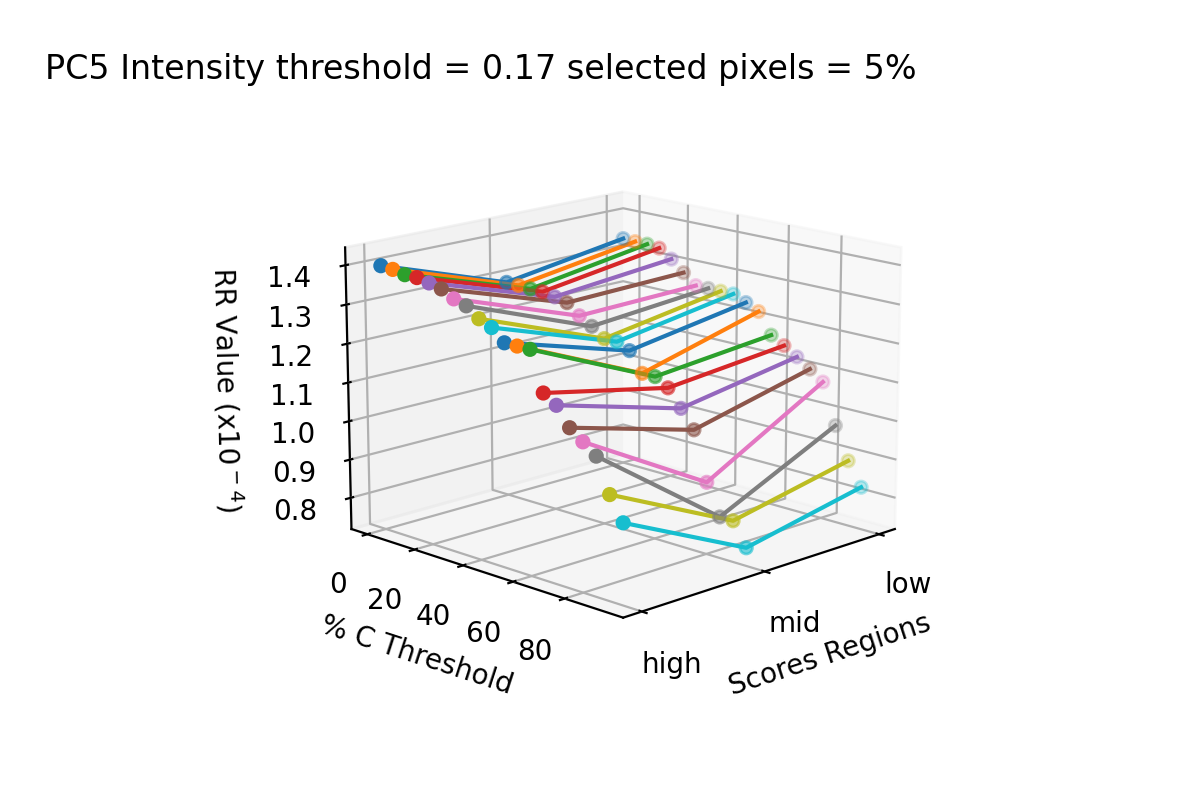 PC5 Intensity threshold = 0.17 selected pixels = 5%
RR Value (x10⁻⁴)
1.4
1.3
1.2
1.1
1.0
0.9
0.8
0
20
40
60
80
% C Threshold
high
mid
low
Scores Regions